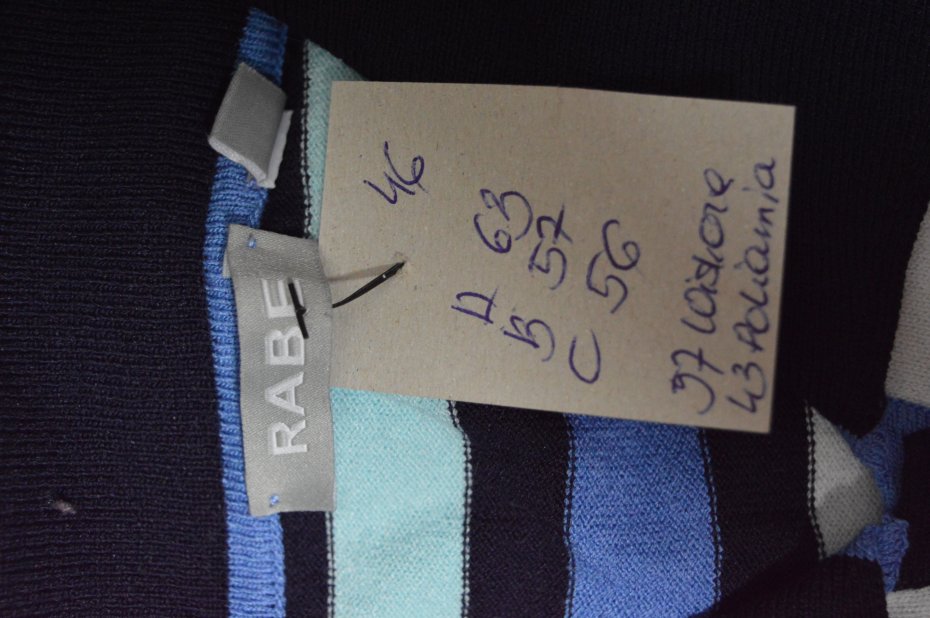 RABE
46
A 63
B 57
C 56
57 Wiskoza
43 Poliamia